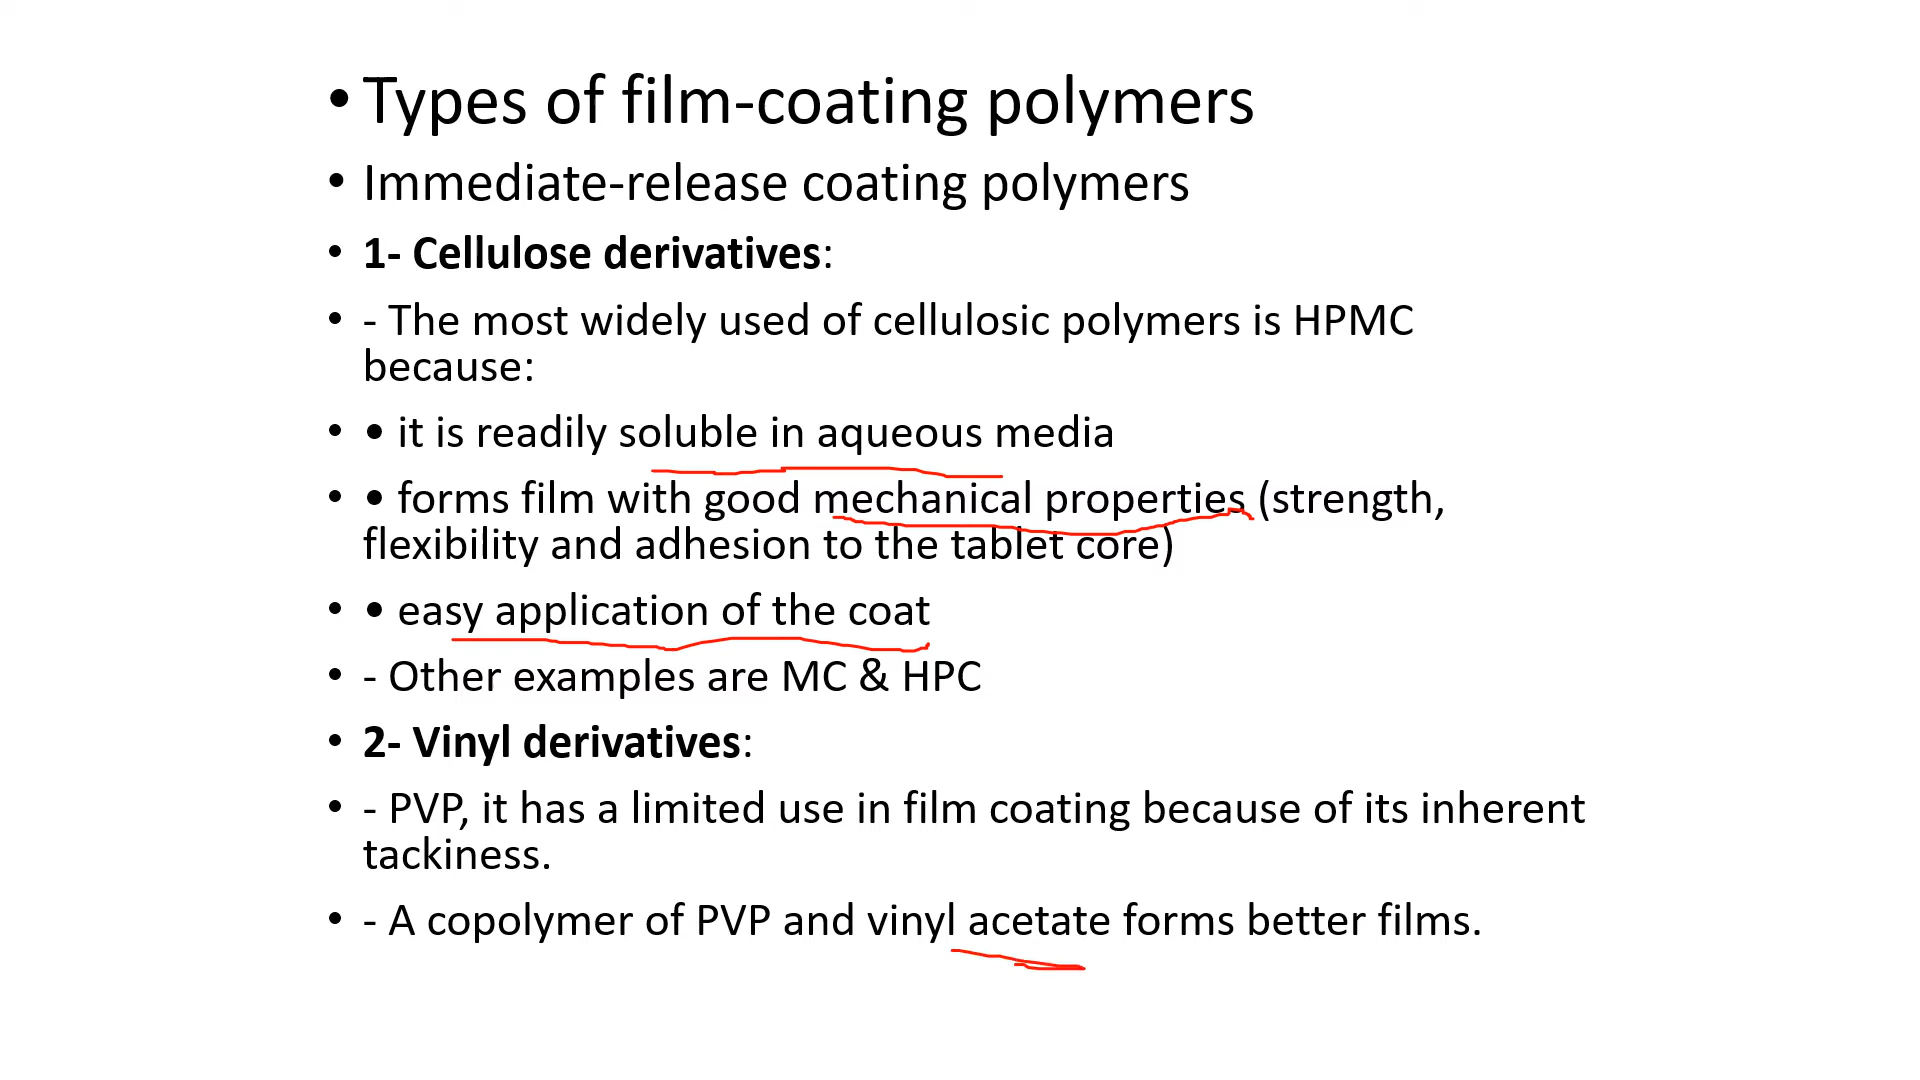 • Types of film-coating polymers
• Immediate-release coating polymers
• 1- Cellulose derivatives:
• - The most widely used of cellulosic polymers is HPMC
because:
• • it is readily soluble in aqueous media
• • forms film with good mechanical properties (strength,
flexibility and adhesion to the tablet core)
• • easy application of the coat
• - Other examples are MC & HPC
• 2- Vinyl derivatives:
• - PVP, it has a limited use in film coating because of its inherent
tackiness.
• - A copolymer of PVP and vinyl acetate forms better films.